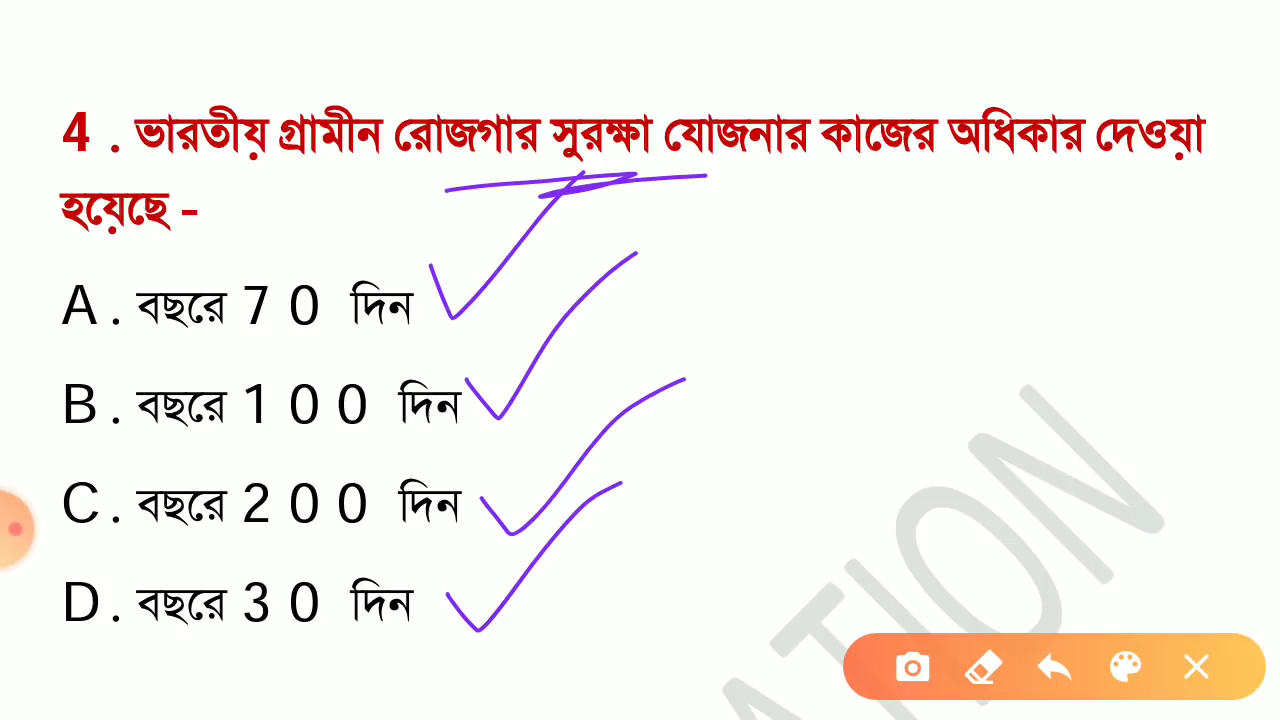 4 . ভারতীয় গ্রামীন রোজগার সুরক্ষা যোজনার কাজের অধিকার দেওয়া
হয়েছে -
A . বছরে 7 0 দিন
B . বছরে 1 0 0 দিন
C . বছরে 2 0 0 দিন
D . বছরে 3 0 দিন
ATION